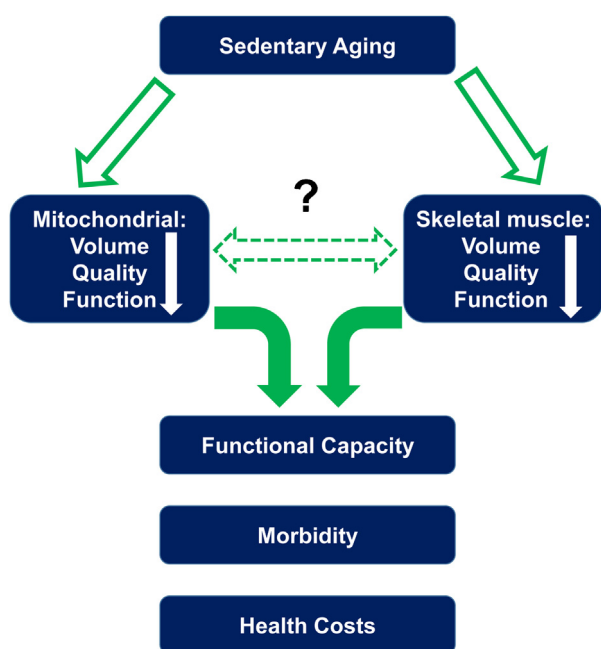 Sedentary Aging
?
Mitochondrial:
Volume
Quality
Function
Skeletal muscle:
Volume
Quality
Function
Functional Capacity
Morbidity
Health Costs